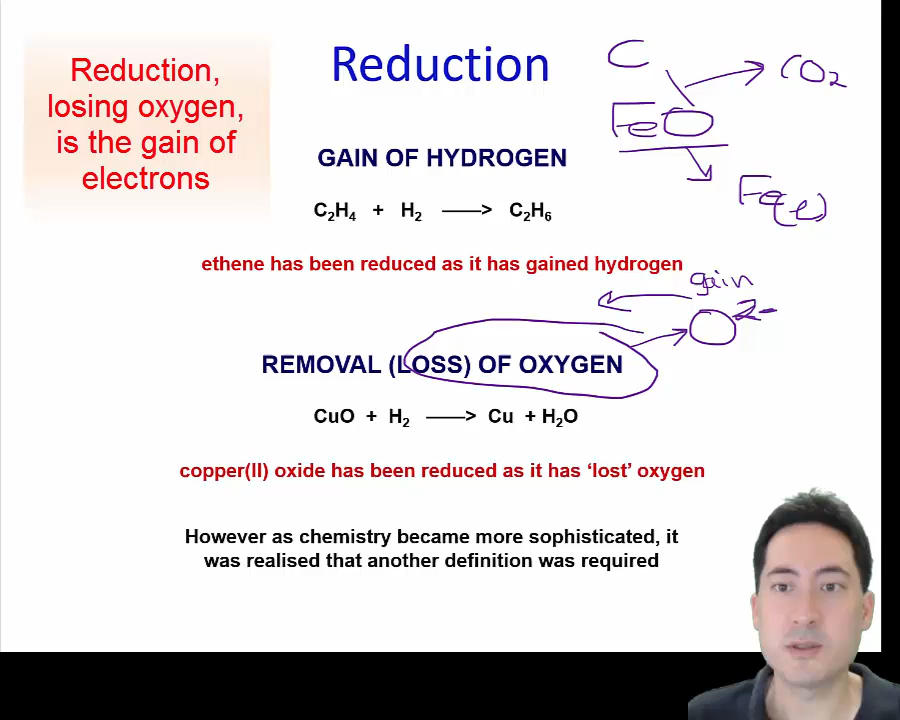 Reduction,
losing oxygen,
is the gain of
electrons
Reduction
C
CO₂
FeO
Fe(l)
GAIN OF HYDROGEN
C₂H₄ + H₂ ——> C₂H₆
ethene has been reduced as it has gained hydrogen
gain
O²⁻
REMOVAL (LOSS) OF OXYGEN
CuO + H₂ ——> Cu + H₂O
copper(II) oxide has been reduced as it has ‘lost’ oxygen
However as chemistry became more sophisticated, it
was realised that another definition was required